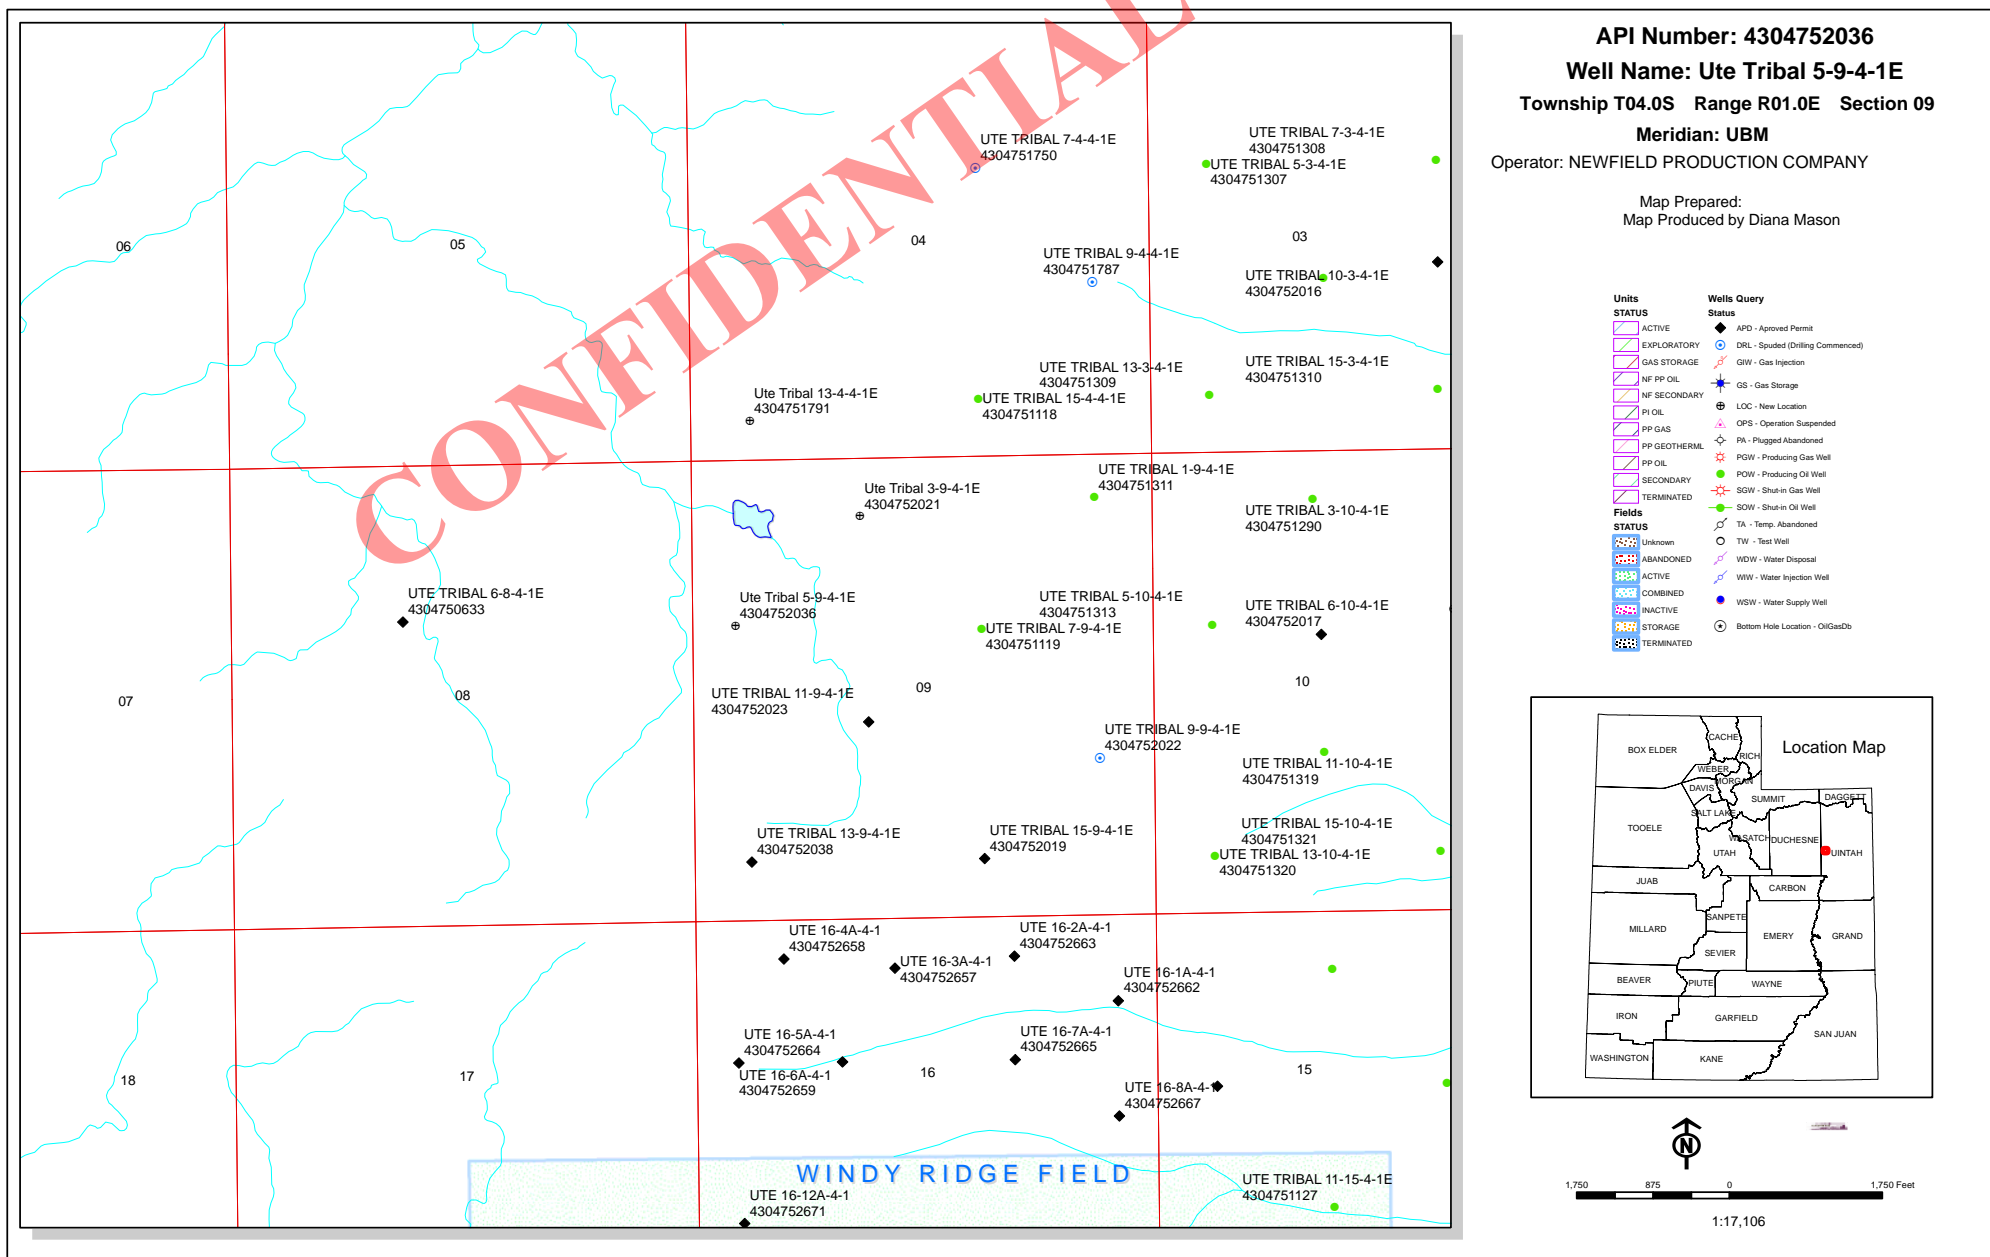 CONFIDENTIAL
API Number: 4304752036
Well Name: Ute Tribal 5-9-4-1E
Township T04.0S Range R01.0E Section 09
Meridian: UBM
Operator: NEWFIELD PRODUCTION COMPANY
Map Prepared:
Map Produced by Diana Mason
UTE TRIBAL 7-4-4-1E
4304751750
UTE TRIBAL 7-3-4-1E
4304751308
UTE TRIBAL 5-3-4-1E
4304751307
06
05
04
03
UTE TRIBAL 9-4-4-1E
4304751787
UTE TRIBAL 10-3-4-1E
4304752016
UTE TRIBAL 13-3-4-1E
4304751309
UTE TRIBAL 15-3-4-1E
4304751310
Ute Tribal 13-4-4-1E
4304751791
UTE TRIBAL 15-4-4-1E
4304751118
UTE TRIBAL 1-9-4-1E
4304751311
Ute Tribal 3-9-4-1E
4304752021
UTE TRIBAL 3-10-4-1E
4304751290
UTE TRIBAL 6-8-4-1E
4304750633
Ute Tribal 5-9-4-1E
4304752036
UTE TRIBAL 5-10-4-1E
4304751313
UTE TRIBAL 7-9-4-1E
4304751119
UTE TRIBAL 6-10-4-1E
4304752017
07
08
09
10
UTE TRIBAL 11-9-4-1E
4304752023
UTE TRIBAL 9-9-4-1E
4304752022
UTE TRIBAL 11-10-4-1E
4304751319
UTE TRIBAL 13-9-4-1E
4304752038
UTE TRIBAL 15-9-4-1E
4304752019
UTE TRIBAL 15-10-4-1E
4304751321
UTE TRIBAL 13-10-4-1E
4304751320
UTE 16-4A-4-1
4304752658
UTE 16-2A-4-1
4304752663
UTE 16-3A-4-1
4304752657
UTE 16-1A-4-1
4304752662
UTE 16-5A-4-1
4304752664
UTE 16-6A-4-1
4304752659
UTE 16-7A-4-1
4304752665
UTE 16-8A-4-1
4304752667
18
17
16
15
WINDY RIDGE FIELD
UTE 16-12A-4-1
4304752671
UTE TRIBAL 11-15-4-1E
4304751127
Units
STATUS
ACTIVE
EXPLORATORY
GAS STORAGE
NF PP OIL
NF SECONDARY
PI OIL
PP GAS
PP GEOTHERML
PP OIL
SECONDARY
TERMINATED
Fields
STATUS
Unknown
ABANDONED
ACTIVE
COMBINED
INACTIVE
STORAGE
TERMINATED
Wells Query
Status
APD - Aproved Permit
DRL - Spuded (Drilling Commenced)
GIW - Gas Injection
GS - Gas Storage
LOC - New Location
OPS - Operation Suspended
PA - Plugged Abandoned
PGW - Producing Gas Well
POW - Producing Oil Well
SGW - Shut-in Gas Well
SOW - Shut-in Oil Well
TA - Temp. Abandoned
TW - Test Well
WDW - Water Disposal
WIW - Water Injection Well
WSW - Water Supply Well
Bottom Hole Location - OilGasDb
Location Map
BOX ELDER
CACHE
RICH
WEBER
MORGAN
DAVIS
SUMMIT
DAGGETT
SALT LAKE
TOOELE
WASATCH
DUCHESNE
UINTAH
UTAH
JUAB
CARBON
SANPETE
MILLARD
EMERY
GRAND
SEVIER
BEAVER
PIUTE
WAYNE
IRON
GARFIELD
SAN JUAN
WASHINGTON
KANE
N
1,750 875 0 1,750 Feet
1:17,106